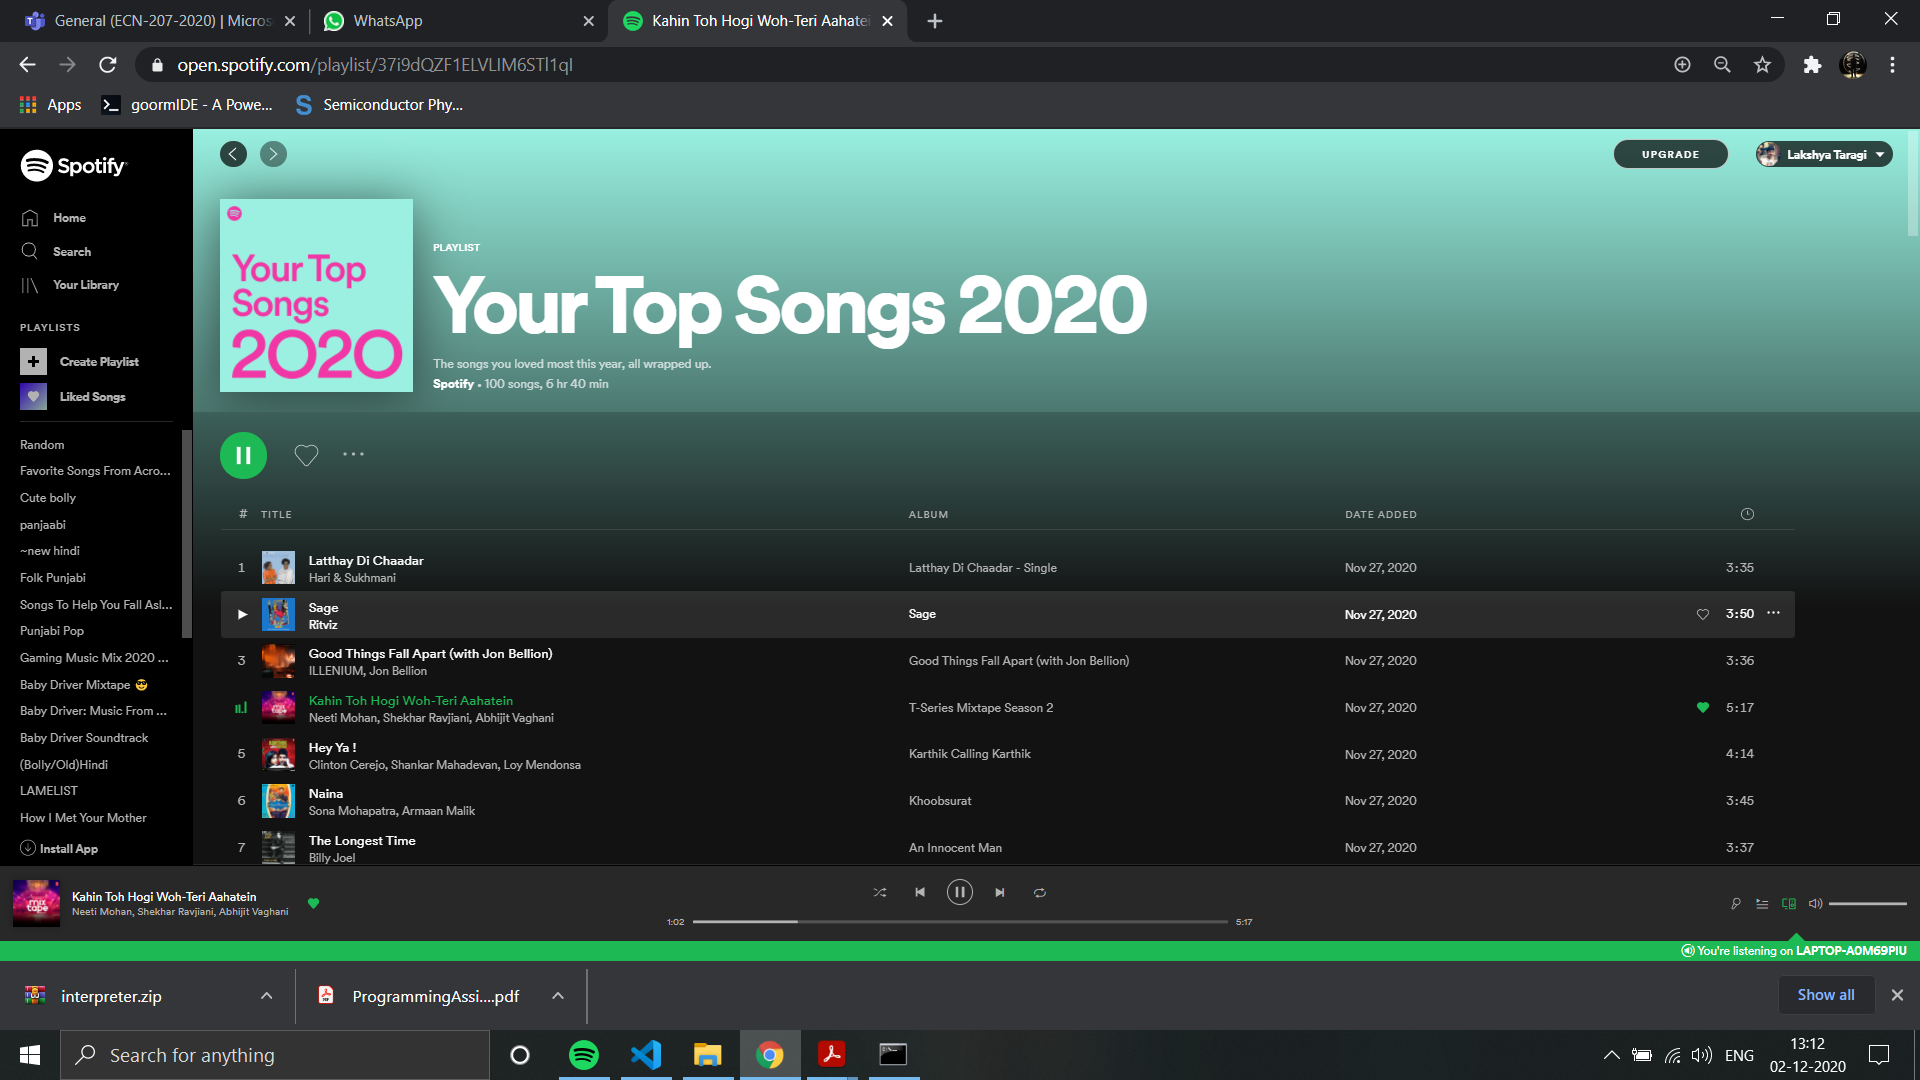 General (ECN-207-2020) | Micros
WhatsApp
Kahin Toh Hogi Woh-Teri Aahatei
open.spotify.com/playlist/37i9dQZF1ELVLIM6STl1qI
Apps
goormIDE - A Powe...
Semiconductor Phy...
Spotify
UPGRADE
Lakshya Taragi
Home
Search
Your Library
PLAYLISTS
Create Playlist
Liked Songs
Random
Favorite Songs From Acro...
Cute bolly
panjaabi
~new hindi
Folk Punjabi
Songs To Help You Fall Asl...
Punjabi Pop
Gaming Music Mix 2020 ...
Baby Driver Mixtape 😎
Baby Driver: Music From ...
Baby Driver Soundtrack
(Bolly/Old)Hindi
LAMELIST
How I Met Your Mother
Install App
Your Top
Songs
2020
PLAYLIST
Your Top Songs 2020
The songs you loved most this year, all wrapped up.
Spotify • 100 songs, 6 hr 40 min
# TITLE ALBUM DATE ADDED
1 Latthay Di Chaadar Latthay Di Chaadar - Single Nov 27, 2020 3:35
Hari & Sukhmani
Sage Sage Nov 27, 2020 3:50
Ritviz
3 Good Things Fall Apart (with Jon Bellion) Good Things Fall Apart (with Jon Bellion) Nov 27, 2020 3:36
ILLENIUM, Jon Bellion
Kahin Toh Hogi Woh-Teri Aahatein T-Series Mixtape Season 2 Nov 27, 2020 5:17
Neeti Mohan, Shekhar Ravjiani, Abhijit Vaghani
5 Hey Ya ! Karthik Calling Karthik Nov 27, 2020 4:14
Clinton Cerejo, Shankar Mahadevan, Loy Mendonsa
6 Naina Khoobsurat Nov 27, 2020 3:45
Sona Mohapatra, Armaan Malik
7 The Longest Time An Innocent Man Nov 27, 2020 3:37
Billy Joel
mix
tape
Kahin Toh Hogi Woh-Teri Aahatein
Neeti Mohan, Shekhar Ravjiani, Abhijit Vaghani
1:02
5:17
You're listening on LAPTOP-A0M69PIU
interpreter.zip
ProgrammingAssi....pdf
Show all
Search for anything
ENG
13:12
02-12-2020